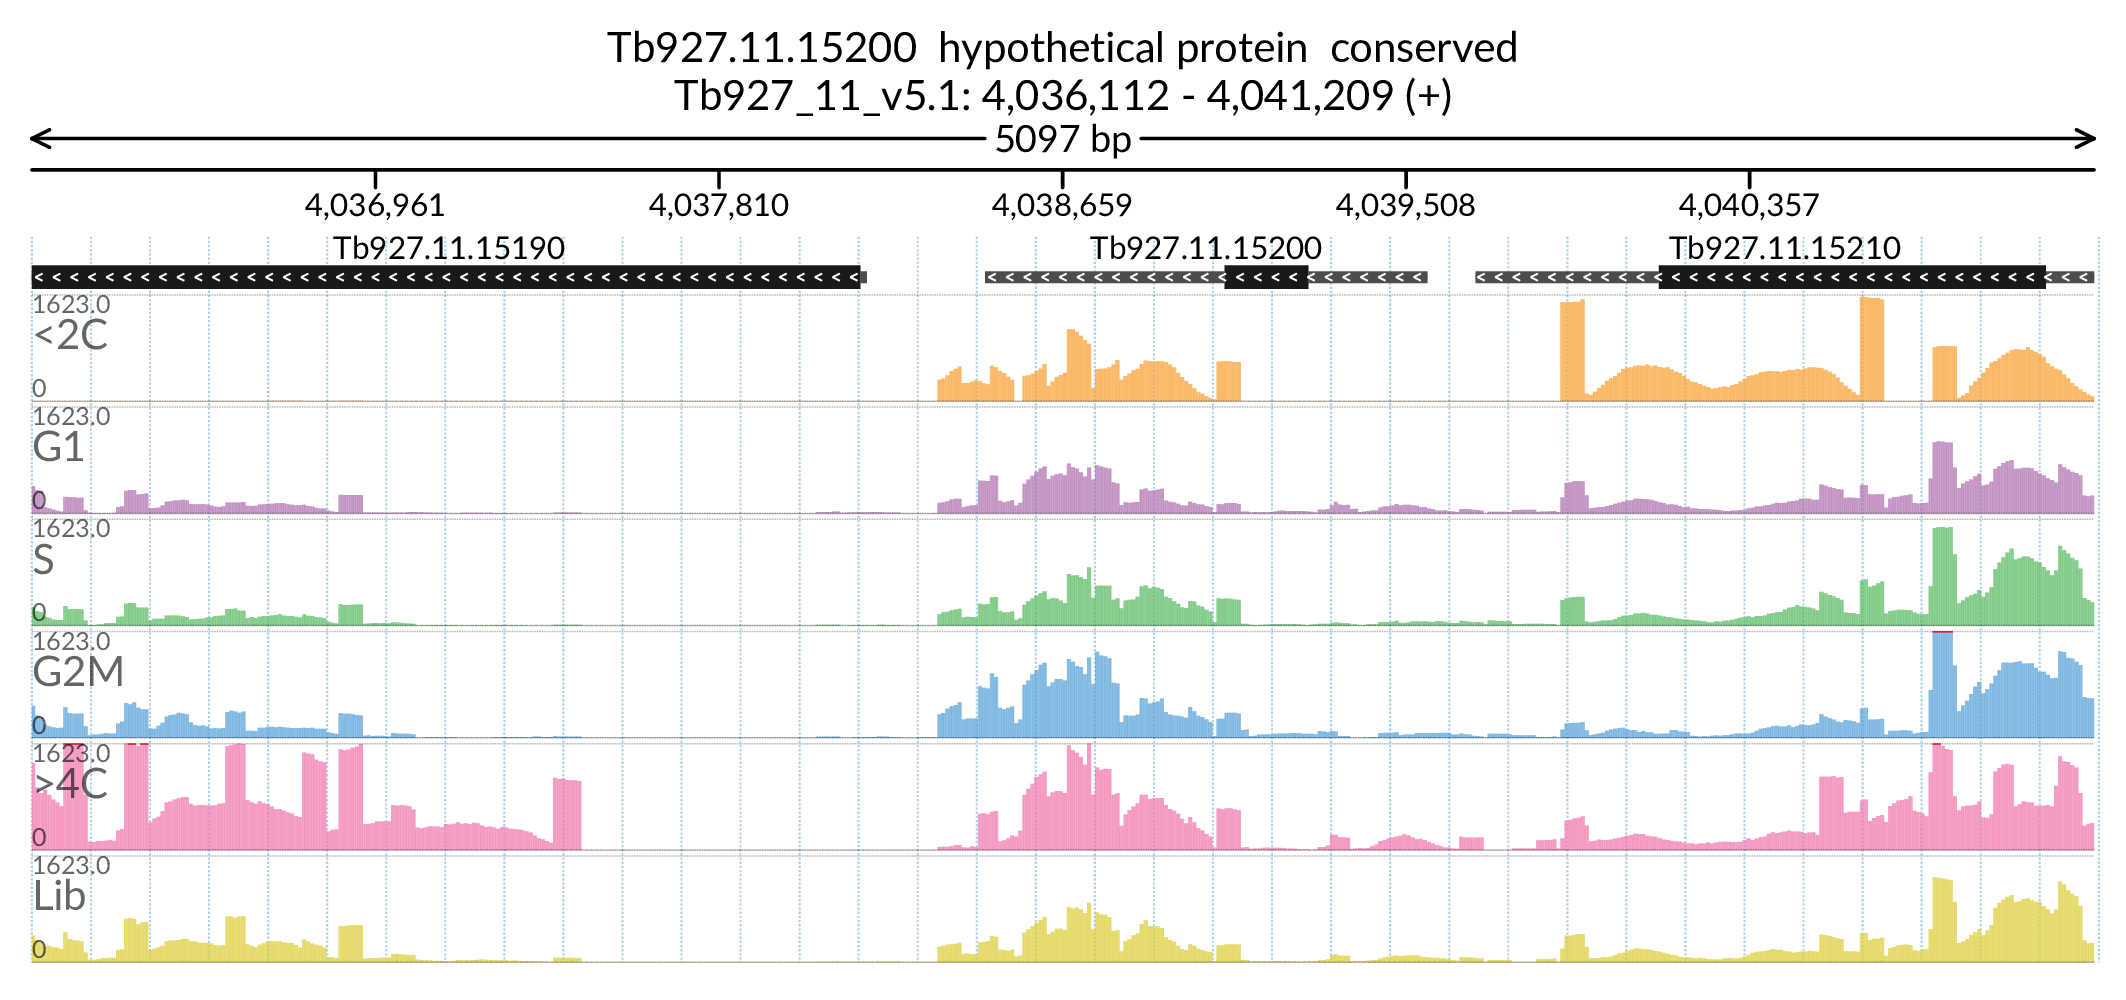 Tb927.11.15200 hypothetical protein conserved
Tb927_11_v5.1: 4,036,112 - 4,041,209 (+)
5097 bp
4,036,961 4,037,810 4,038,659 4,039,508 4,040,357
Tb927.11.15190 Tb927.11.15200 Tb927.11.15210
1623.0
<2C
0
1623.0
G1
0
1623.0
S
0
1623.0
G2M
0
1623.0
>4C
0
1623.0
Lib
0